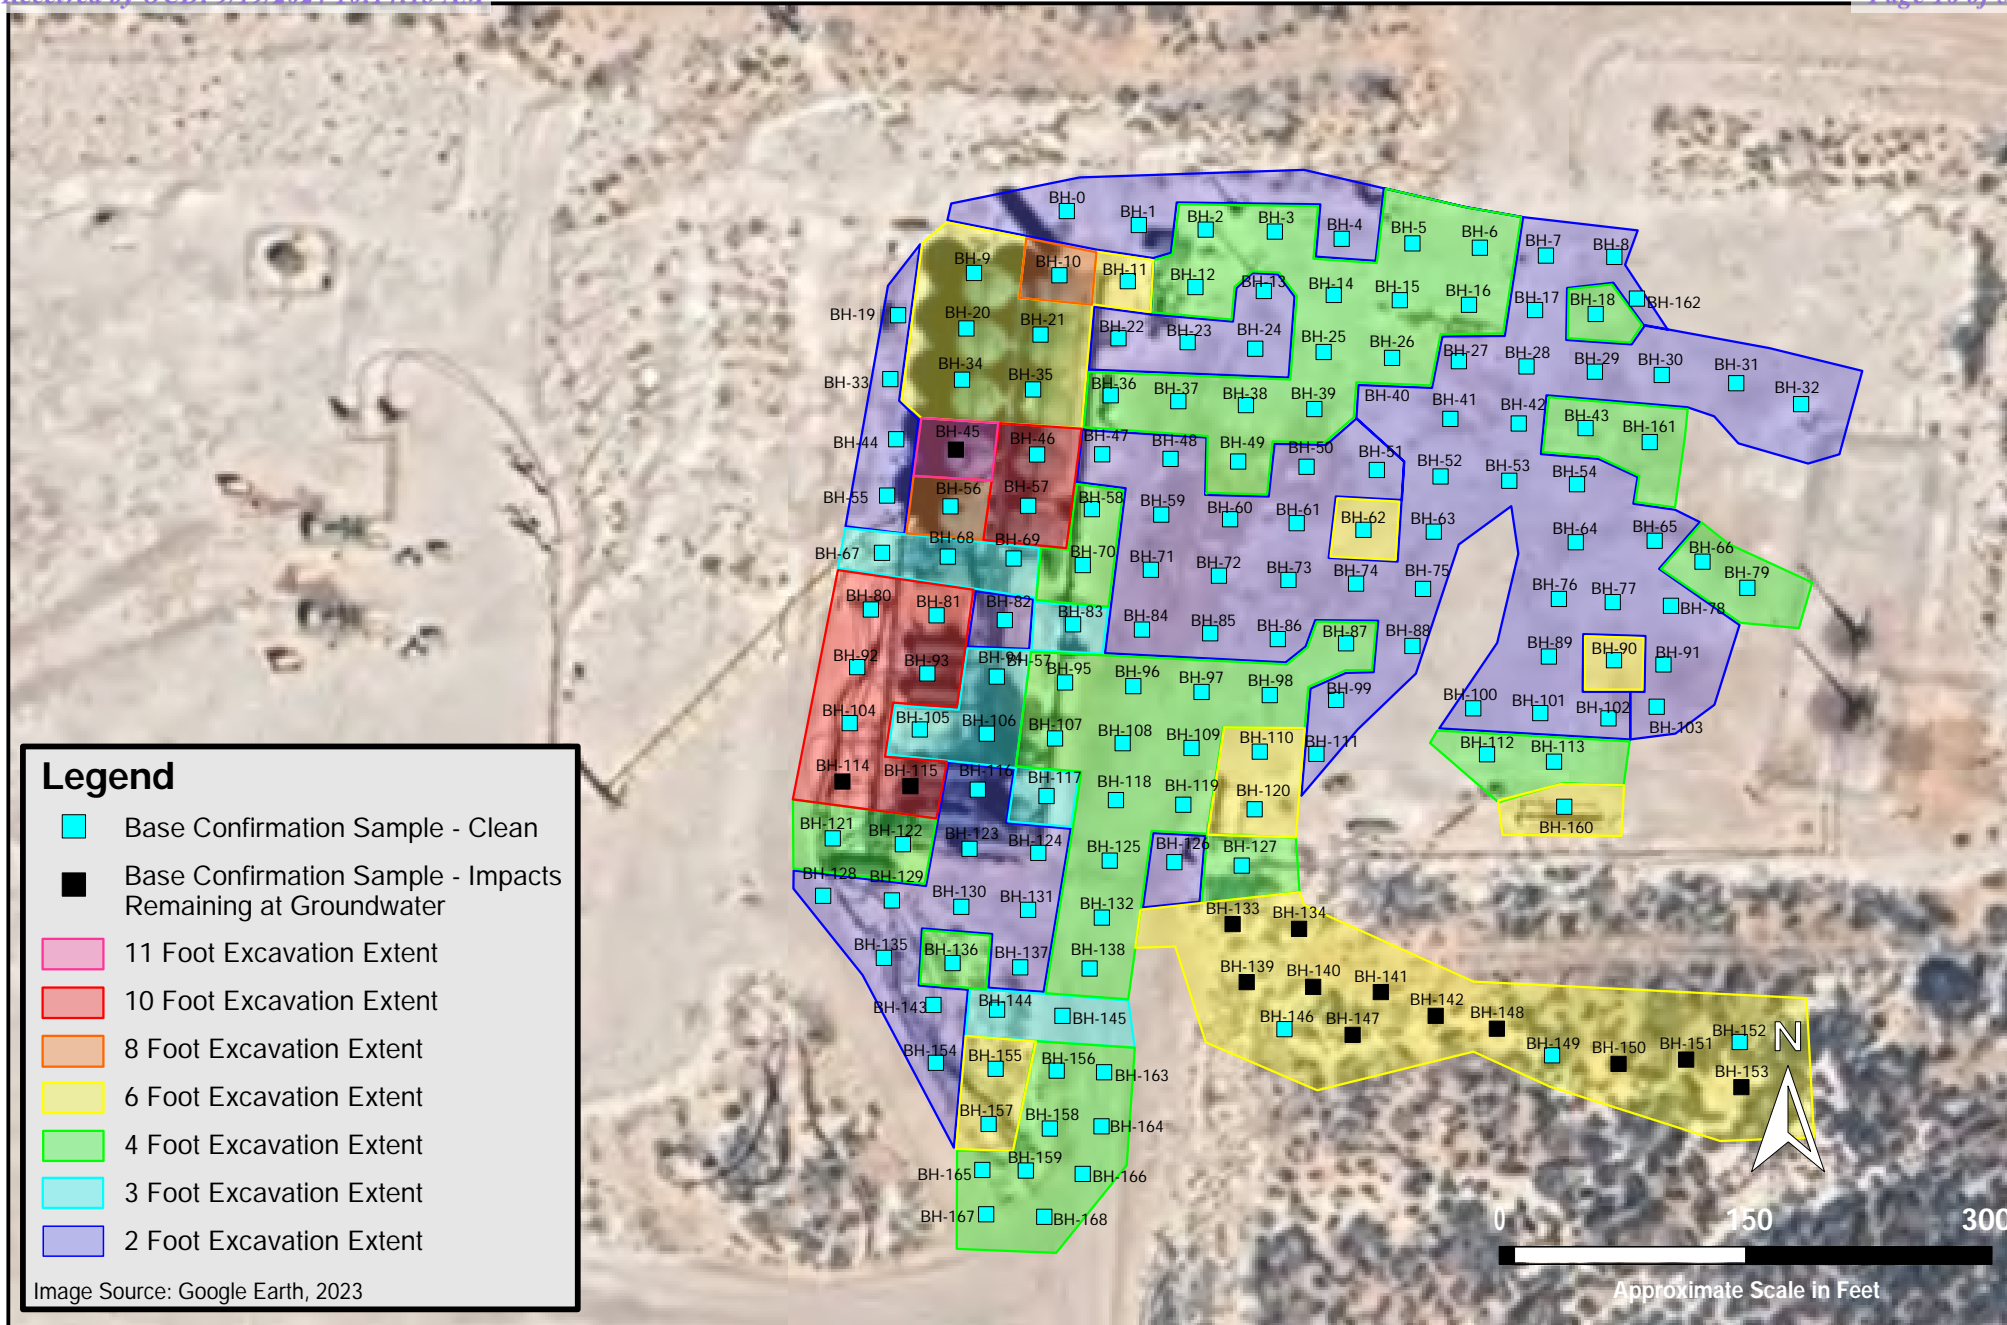 BH-0
BH-1
BH-2
BH-3
BH-4
BH-5
BH-6
BH-7
BH-8
BH-9
BH-10
BH-11
BH-12
BH-13
BH-14
BH-15
BH-16
BH-17
BH-18
BH-162
BH-19
BH-20
BH-21
BH-22
BH-23
BH-24
BH-25
BH-26
BH-27
BH-28
BH-29
BH-30
BH-31
BH-32
BH-33
BH-34
BH-35
BH-36
BH-37
BH-38
BH-39
BH-40
BH-41
BH-42
BH-43
BH-161
BH-44
BH-45
BH-46
BH-47
BH-48
BH-49
BH-50
BH-51
BH-52
BH-53
BH-54
BH-55
BH-56
BH-57
BH-58
BH-59
BH-60
BH-61
BH-62
BH-63
BH-64
BH-65
BH-66
BH-67
BH-68
BH-69
BH-70
BH-71
BH-72
BH-73
BH-74
BH-75
BH-76
BH-77
BH-78
BH-79
BH-80
BH-81
BH-82
BH-83
BH-84
BH-85
BH-86
BH-87
BH-88
BH-89
BH-90
BH-91
BH-92
BH-93
BH-94
BH-57
BH-95
BH-96
BH-97
BH-98
BH-99
BH-100
BH-101
BH-102
BH-103
BH-104
BH-105
BH-106
BH-107
BH-108
BH-109
BH-110
BH-111
BH-112
BH-113
BH-114
BH-115
BH-116
BH-117
BH-118
BH-119
BH-120
BH-160
BH-121
BH-122
BH-123
BH-124
BH-125
BH-126
BH-127
BH-128
BH-129
BH-130
BH-131
BH-132
BH-133
BH-134
BH-135
BH-136
BH-137
BH-138
BH-139
BH-140
BH-141
BH-142
BH-143
BH-144
BH-145
BH-146
BH-147
BH-148
BH-149
BH-150
BH-151
BH-152
BH-153
BH-154
BH-155
BH-156
BH-163
BH-157
BH-158
BH-164
BH-165
BH-159
BH-166
BH-167
BH-168
Legend
Base Confirmation Sample - Clean
Base Confirmation Sample - Impacts
Remaining at Groundwater
11 Foot Excavation Extent
10 Foot Excavation Extent
8 Foot Excavation Extent
6 Foot Excavation Extent
4 Foot Excavation Extent
3 Foot Excavation Extent
2 Foot Excavation Extent
Image Source: Google Earth, 2023
N
0 150 300
Approximate Scale in Feet